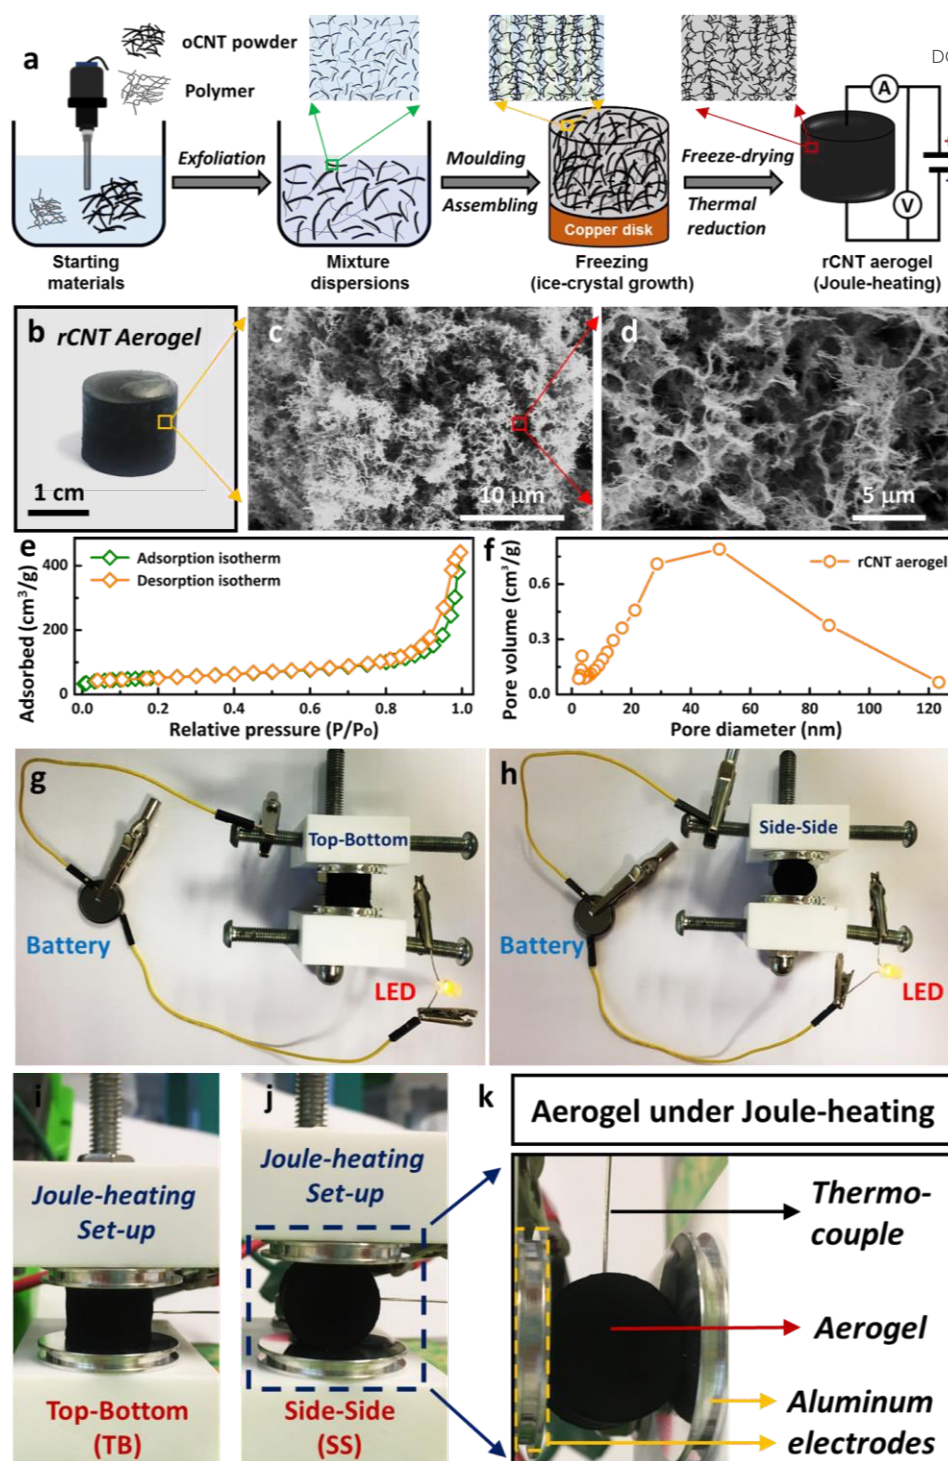 a
oCNT powder
Polymer
Exfoliation
Moulding
Assembling
Freeze-drying
Thermal
reduction
Copper disk
A
V
Starting
materials
Mixture
dispersions
Freezing
(ice-crystal growth)
rCNT aerogel
(Joule-heating)
b
rCNT Aerogel
1 cm
c
10 μm
d
5 μm
e
Adsorption isotherm
Desorption isotherm
Adsorbed (cm³/g)
400
200
0
0.0 0.2 0.4 0.6 0.8 1.0
Relative pressure (P/Po)
f
rCNT aerogel
Pore volume (cm³/g)
0.6
0.3
0.0
0 20 40 60 80 100 120
Pore diameter (nm)
g
Top-Bottom
Battery
LED
h
Side-Side
Battery
LED
i
Joule-heating
Set-up
Top-Bottom
(TB)
j
Joule-heating
Set-up
Side-Side
(SS)
k
Aerogel under Joule-heating
Thermo-
couple
Aerogel
Aluminum
electrodes